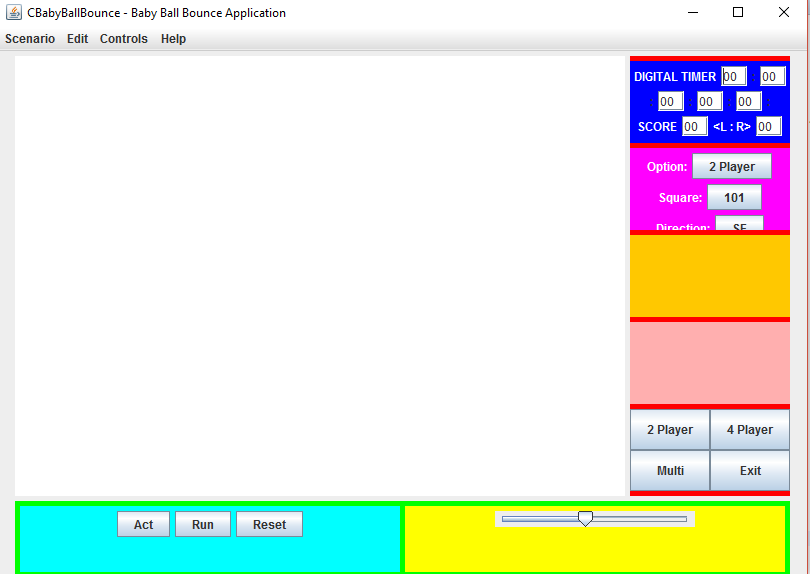 CBabyBallBounce - Baby Ball Bounce Application
Scenario Edit Controls Help
DIGITAL TIMER 00 : 00
: 00 : 00 : 00 :
SCORE 00 <L : R> 00
Option: 2 Player
Square: 101
Direction: SE
2 Player 4 Player
Multi Exit
Act Run Reset